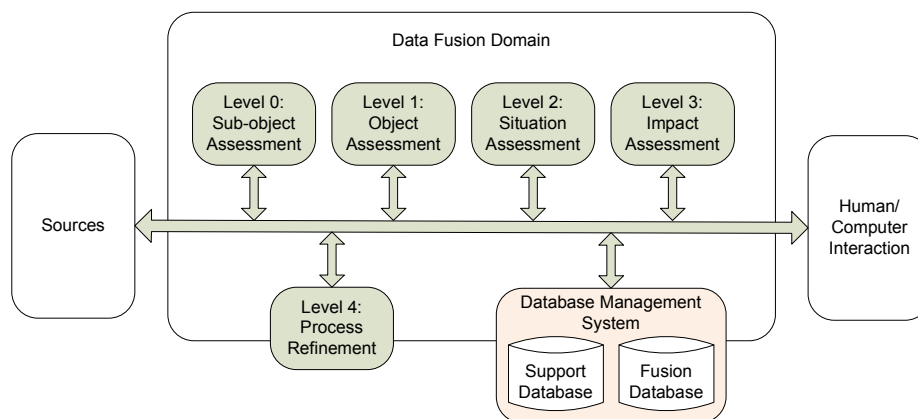 Data Fusion Domain
Level 0:
Sub-object
Assessment
Level 1:
Object
Assessment
Level 2:
Situation
Assessment
Level 3:
Impact
Assessment
Sources
Human/
Computer
Interaction
Level 4:
Process
Refinement
Database Management
System
Support
Database
Fusion
Database